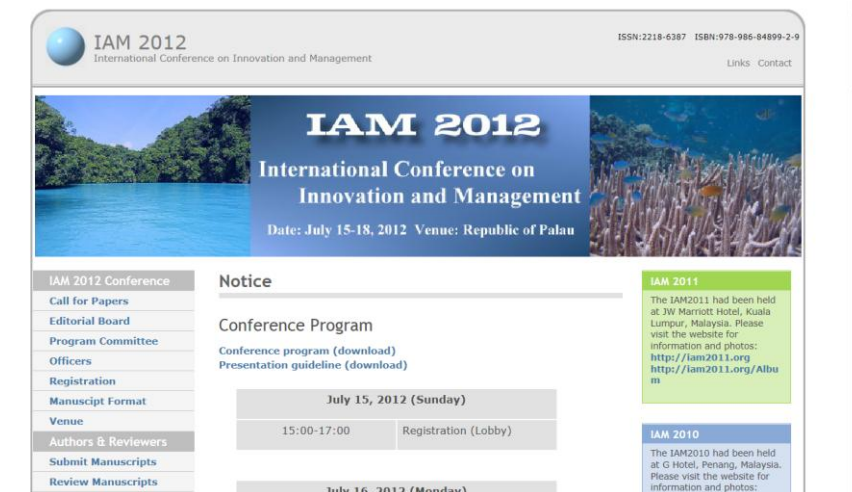 IAM 2012
International Conference on Innovation and Management
ISSN:2218-6387 ISBN:978-986-84899-2-9
Links Contact
IAM 2012
International Conference on
Innovation and Management
Date: July 15-18, 2012 Venue: Republic of Palau
IAM 2012 Conference
Call for Papers
Editorial Board
Program Committee
Officers
Registration
Manuscipt Format
Venue
Authors & Reviewers
Submit Manuscripts
Review Manuscripts
Notice
Conference Program
Conference program (download)
Presentation guideline (download)
July 15, 2012 (Sunday)
15:00-17:00 Registration (Lobby)
July 16, 2012 (Monday)
IAM 2011
The IAM2011 had been held
at JW Marriott Hotel, Kuala
Lumpur, Malaysia. Please
visit the website for
information and photos:
http://iam2011.org
http://iam2011.org/Albu
m
IAM 2010
The IAM2010 had been held
at G Hotel, Penang, Malaysia.
Please visit the website for
information and photos: